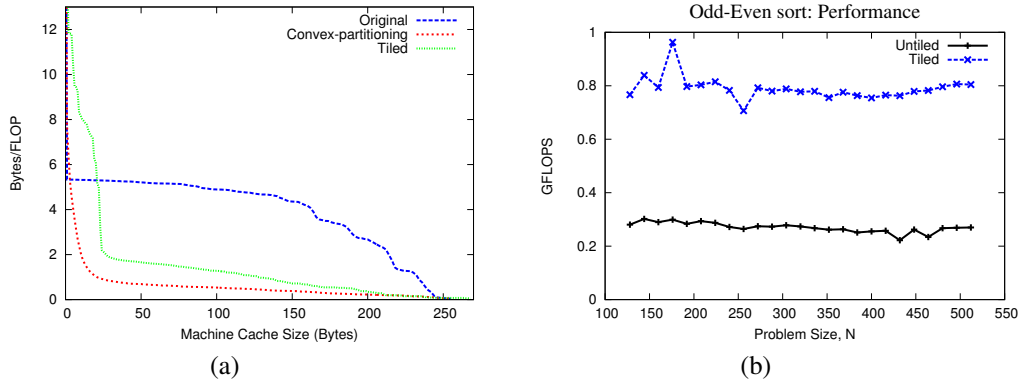 Original
Convex-partitioning
Tiled
12
10
8
6
4
2
0
Bytes/FLOP
0
50
100
150
200
250
Machine Cache Size (Bytes)
(a)
Odd-Even sort: Performance
Untiled
Tiled
1
0.8
0.6
0.4
0.2
0
GFLOPS
100
150
200
250
300
350
400
450
500
550
Problem Size, N
(b)